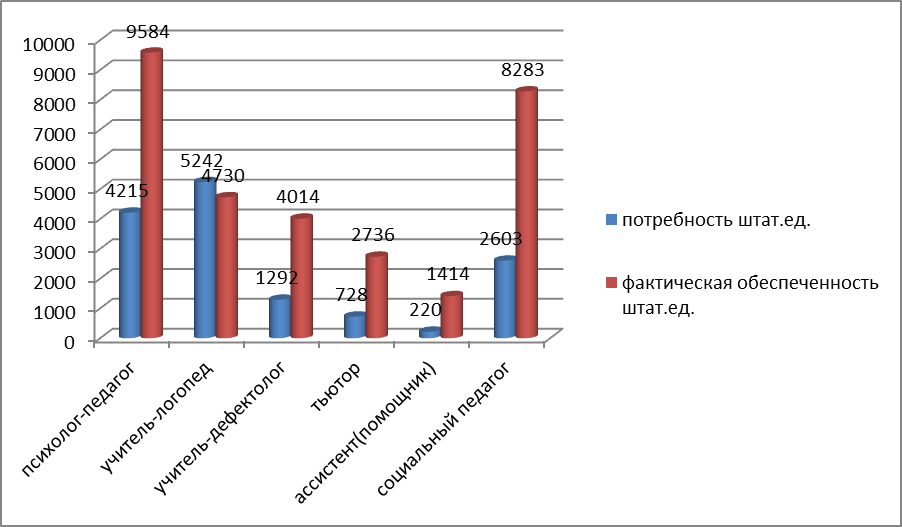 10000
9000
8000
7000
6000
5000
4000
3000
2000
1000
0
4215
9584
5242
4730
1292
4014
728
2736
220
1414
2603
8283
психолог-педагог
учитель-логопед
учитель-дефектолог
тьютор
ассистент(помощник)
социальный педагог
потребность штат.ед.
фактическая обеспеченность
штат.ед.